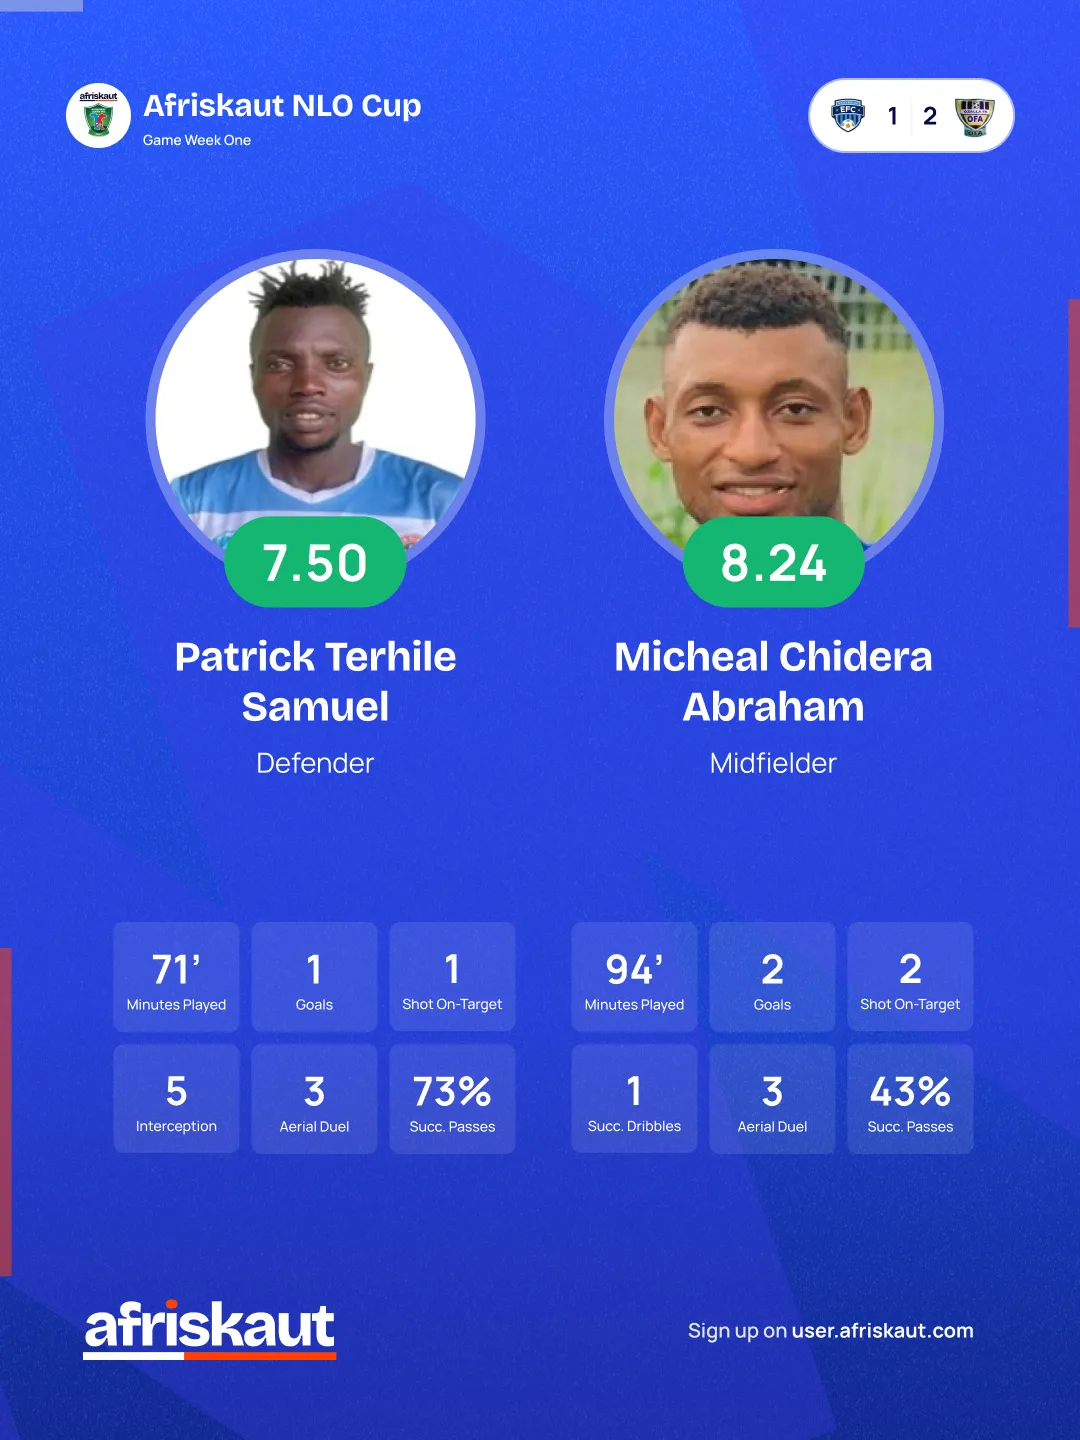 afriskaut
Afriskaut NLO Cup
Game Week One
EFC
1
2
OFA
7.50
8.24
Patrick Terhile
Samuel
Micheal Chidera
Abraham
Defender
Midfielder
71’
Minutes Played
1
Goals
1
Shot On-Target
94’
Minutes Played
2
Goals
2
Shot On-Target
5
Interception
3
Aerial Duel
73%
Succ. Passes
1
Succ. Dribbles
3
Aerial Duel
43%
Succ. Passes
afriskaut
Sign up on user.afriskaut.com